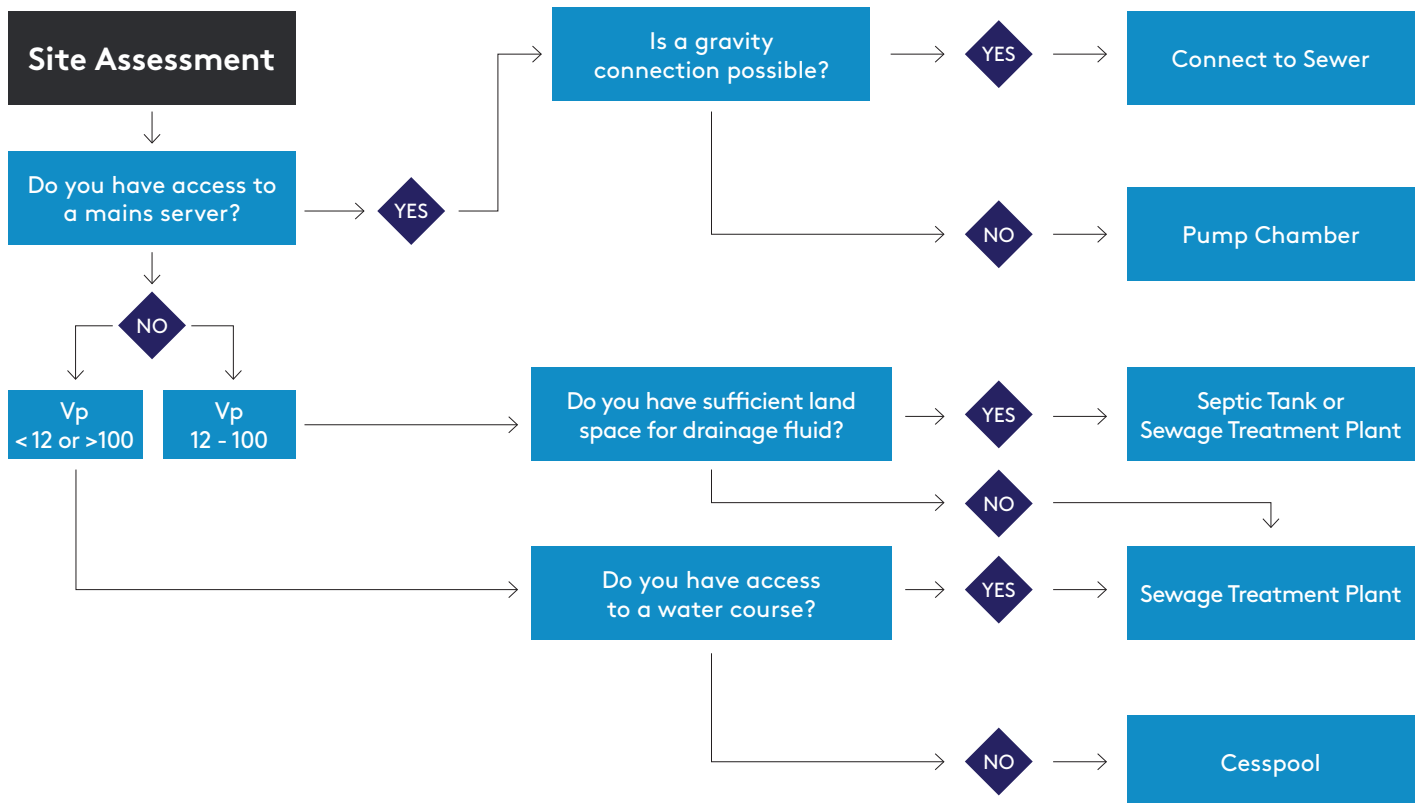 Site Assessment
Do you have access to
a mains server?
YES
Is a gravity
connection possible?
YES
Connect to Sewer
NO
Pump Chamber
NO
Vp
< 12 or >100
Vp
12 - 100
Do you have sufficient land
space for drainage fluid?
YES
Septic Tank or
Sewage Treatment Plant
NO
Do you have access
to a water course?
YES
Sewage Treatment Plant
NO
Cesspool